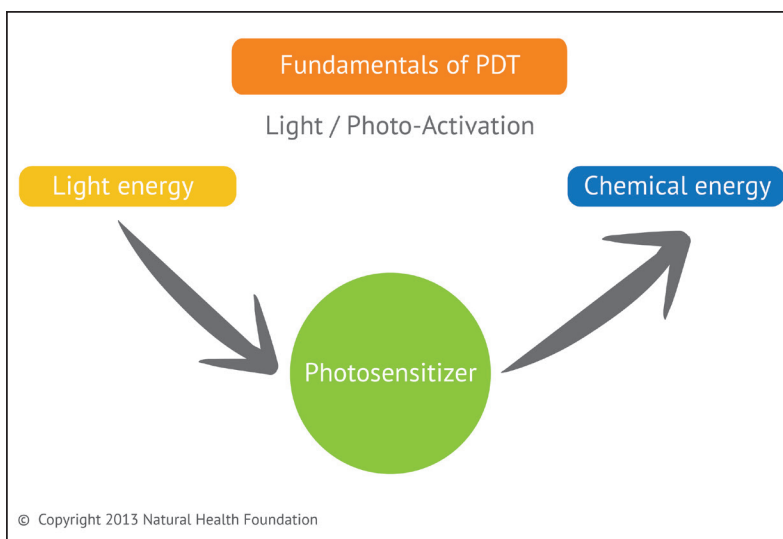 Fundamentals of PDT
Light / Photo-Activation
Light energy
Chemical energy
Photosensitizer
© Copyright 2013 Natural Health Foundation